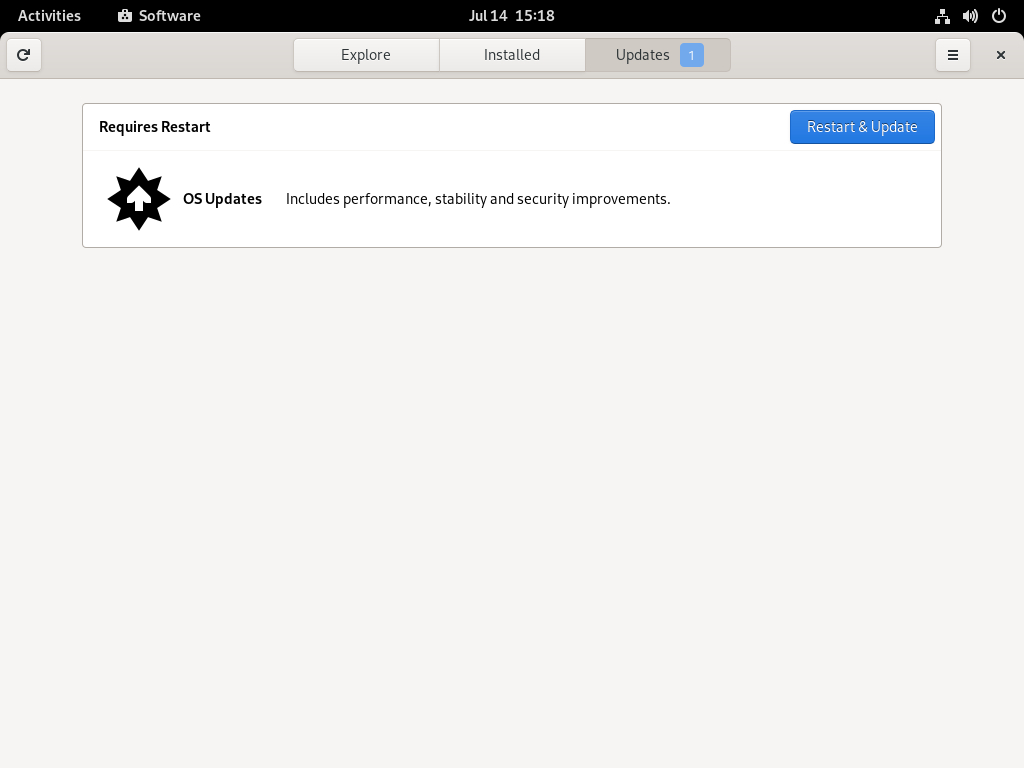 Activities Software Jul 14 15:18
Explore Installed Updates 1
Requires Restart Restart & Update
OS Updates Includes performance, stability and security improvements.